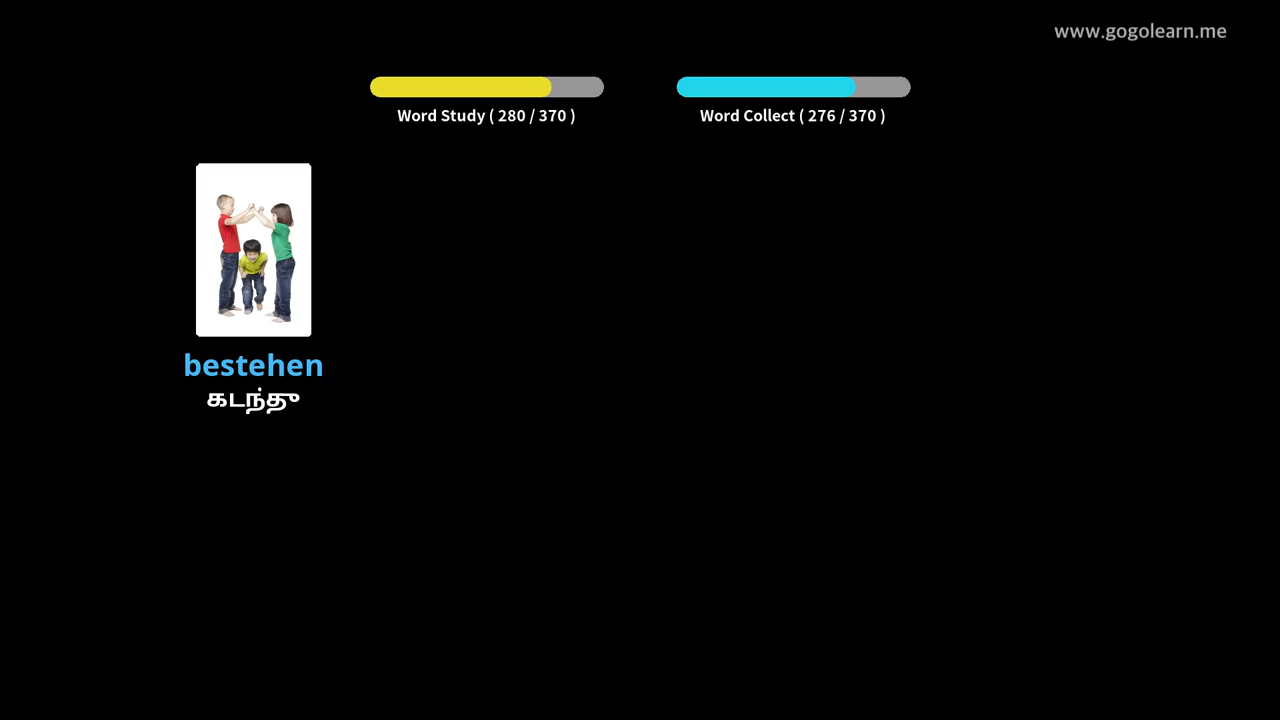 www.gogolearn.me
Word Study ( 280 / 370 )
Word Collect ( 276 / 370 )
bestehen
கடந்து